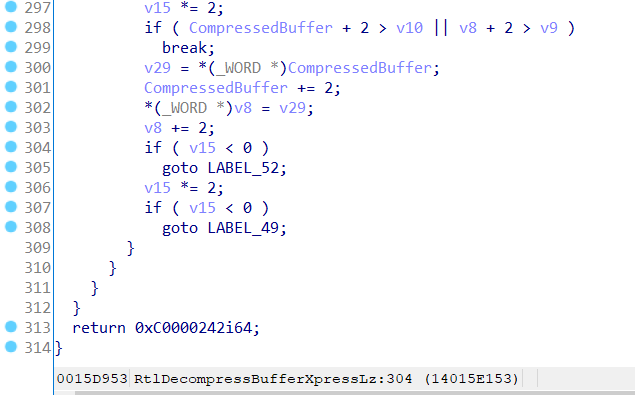 297 v15 *= 2;
298 if ( CompressedBuffer + 2 > v10 || v8 + 2 > v9 )
299 break;
300 v29 = *(_WORD *)CompressedBuffer;
301 CompressedBuffer += 2;
302 *(_WORD *)v8 = v29;
303 v8 += 2;
304 if ( v15 < 0 )
305 goto LABEL_52;
306 v15 *= 2;
307 if ( v15 < 0 )
308 goto LABEL_49;
309 }
310 }
311 }
312 }
313 return 0xC0000242i64;
314 }
0015D953 RtlDecompressBufferXpressLz:304 (14015E153)